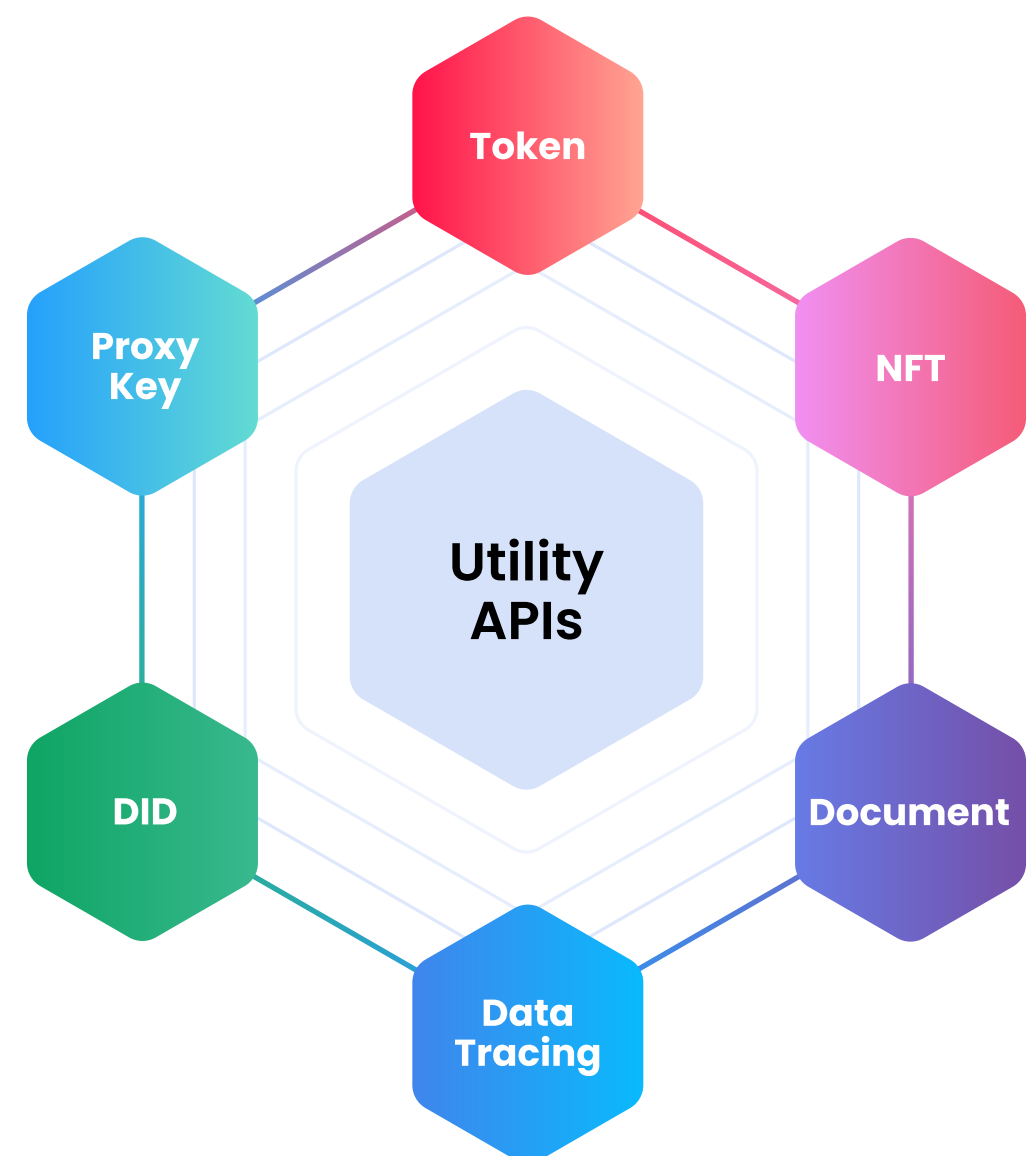 Token
Proxy
Key
NFT
Utility
APIs
DID
Document
Data
Tracing